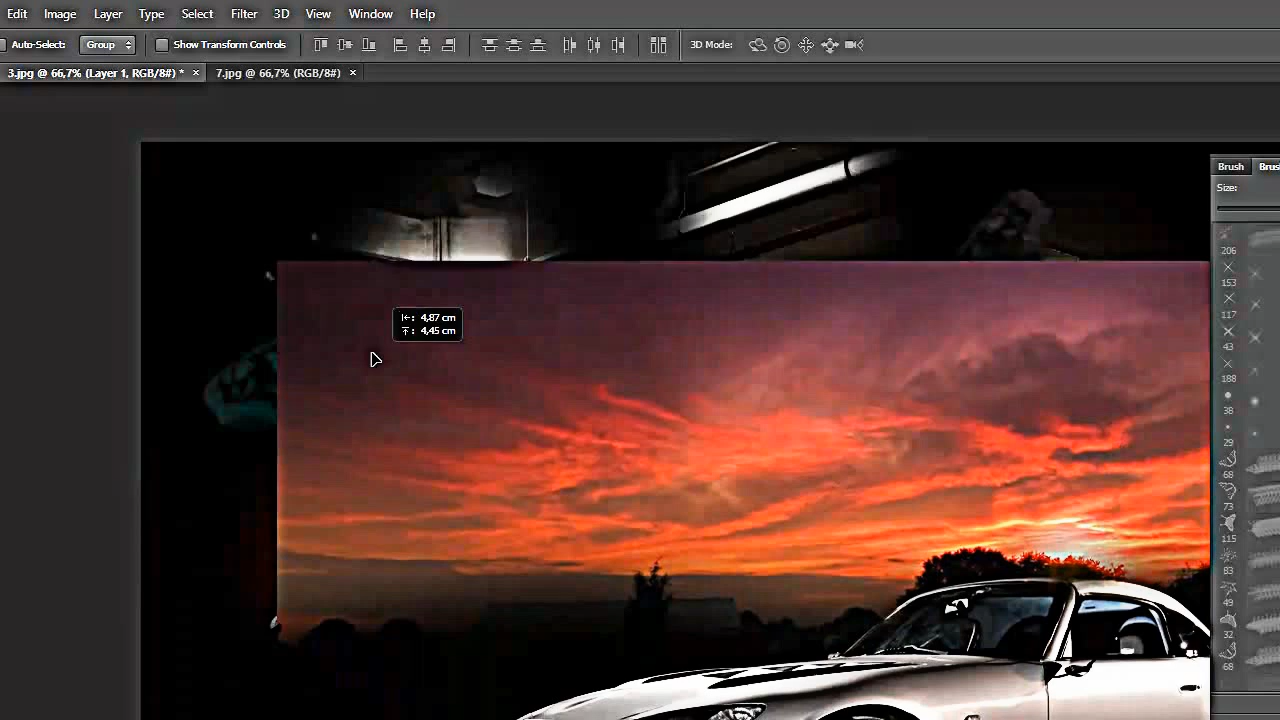 Edit Image Layer Type Select Filter 3D View Window Help
Auto-Select: Group Show Transform Controls 3D Mode:
3.jpg @ 66,7% (Layer 1, RGB/8#) * × 7.jpg @ 66,7% (RGB/8#) ×
Brush Brus
Size:
206
153
117
43
188
38
29
68
73
115
83
49
32
68
4,87 cm
4,45 cm